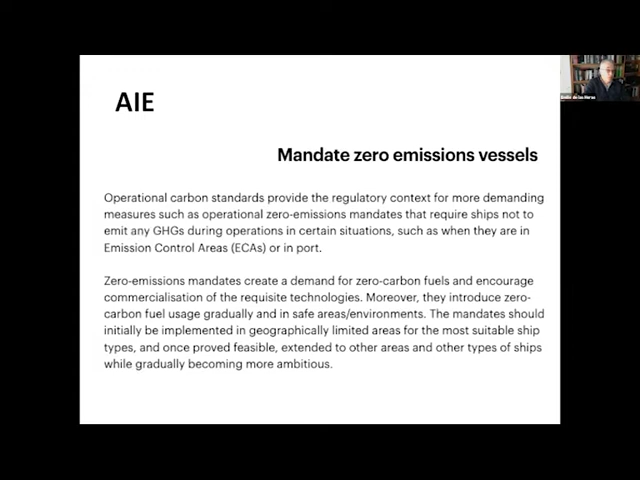 AIE
Mandate zero emissions vessels
Operational carbon standards provide the regulatory context for more demanding
measures such as operational zero-emissions mandates that require ships not to
emit any GHGs during operations in certain situations, such as when they are in
Emission Control Areas (ECAs) or in port.
Zero-emissions mandates create a demand for zero-carbon fuels and encourage
commercialisation of the requisite technologies. Moreover, they introduce zero-
carbon fuel usage gradually and in safe areas/environments. The mandates should
initially be implemented in geographically limited areas for the most suitable ship
types, and once proved feasible, extended to other areas and other types of ships
while gradually becoming more ambitious.